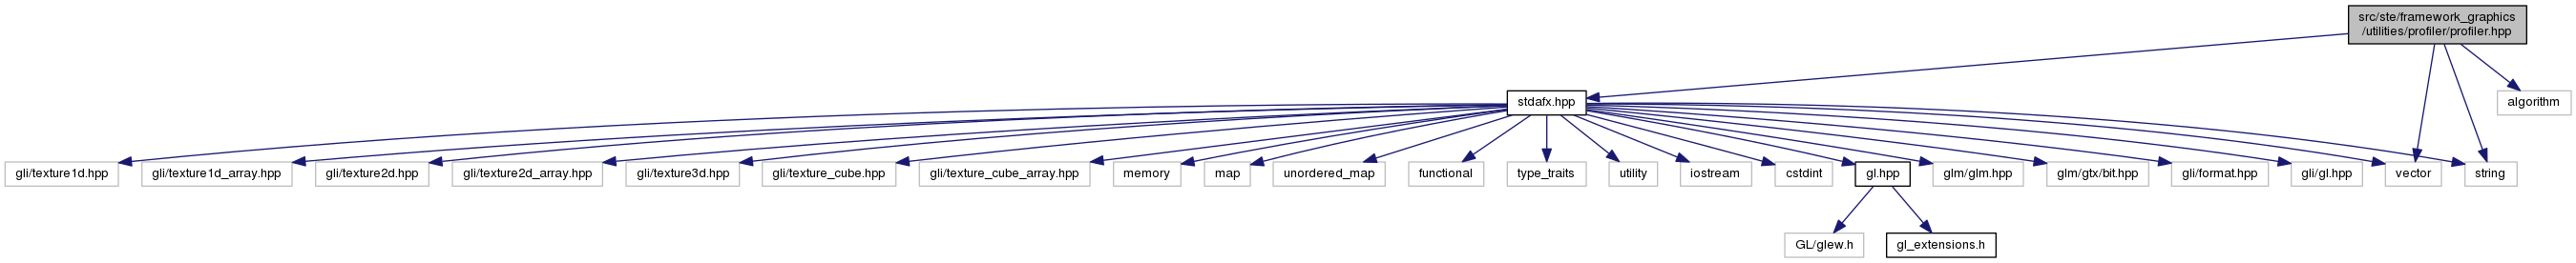 src/ste/framework_graphics
/utilities/profiler/profiler.hpp
stdafx.hpp
algorithm
gli/texture1d.hpp
gli/texture1d_array.hpp
gli/texture2d.hpp
gli/texture2d_array.hpp
gli/texture3d.hpp
gli/texture_cube.hpp
gli/texture_cube_array.hpp
memory
map
unordered_map
functional
type_traits
utility
iostream
cstdint
gl.hpp
glm/glm.hpp
glm/gtx/bit.hpp
gli/format.hpp
gli/gl.hpp
vector
string
GL/glew.h
gl_extensions.h